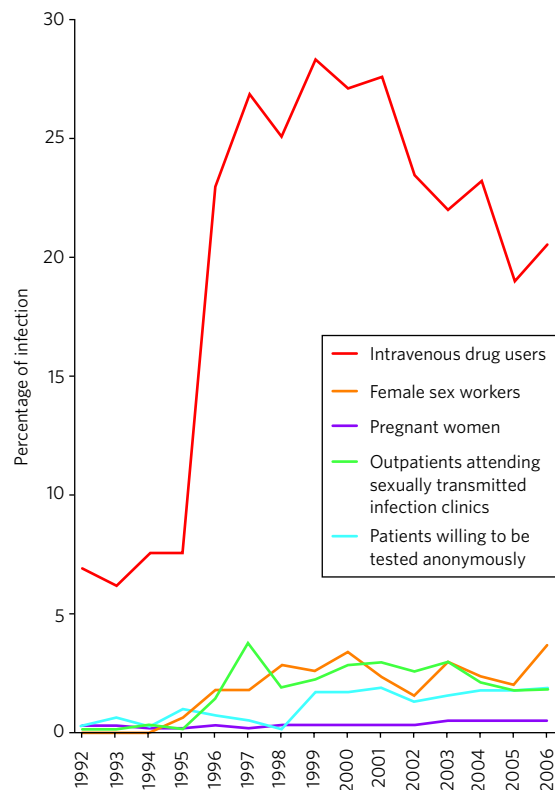 30
25
20
15
10
5
0
Percentage of infection
Intravenous drug users
Female sex workers
Pregnant women
Outpatients attending
sexually transmitted
infection clinics
Patients willing to be
tested anonymously
1992
1993
1994
1995
1996
1997
1998
1999
2000
2001
2002
2003
2004
2005
2006